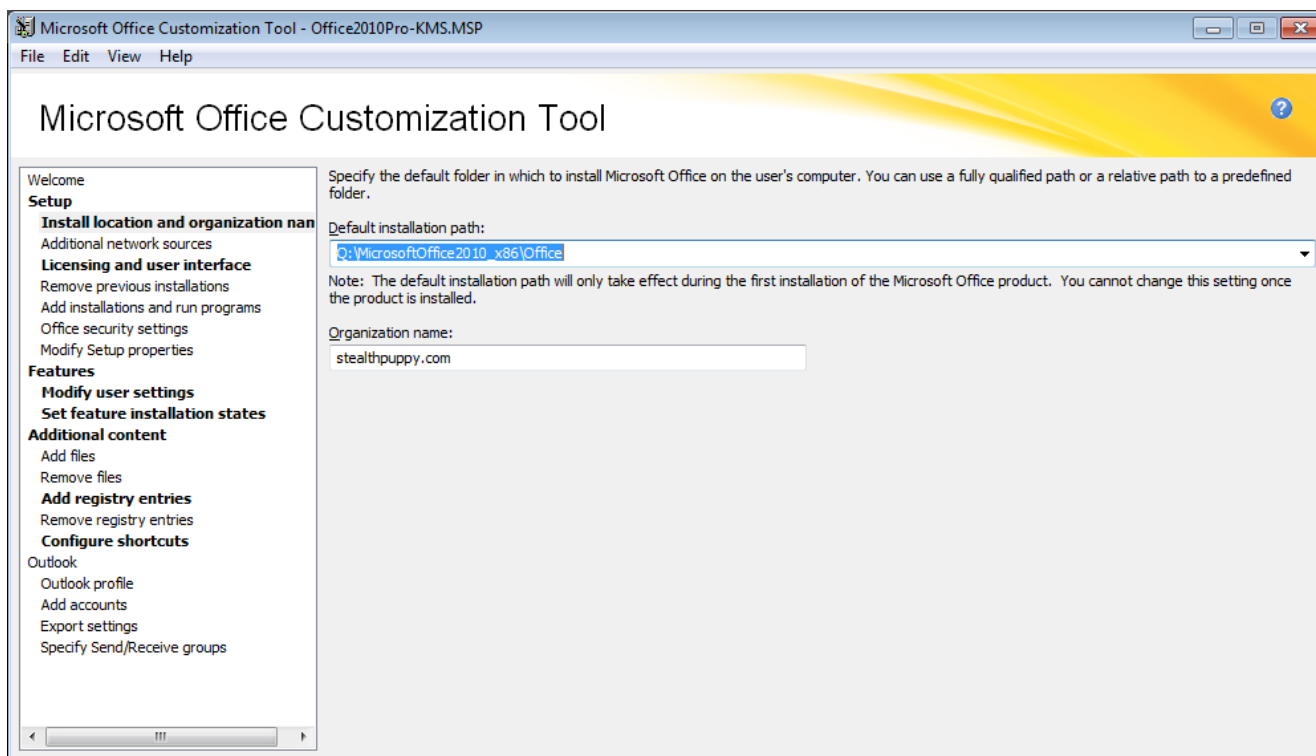 Microsoft Office Customization Tool - Office2010Pro-KMS.MSP
File Edit View Help
Microsoft Office Customization Tool
Welcome
Setup
Install location and organization nan
Additional network sources
Licensing and user interface
Remove previous installations
Add installations and run programs
Office security settings
Modify Setup properties
Features
Modify user settings
Set feature installation states
Additional content
Add files
Remove files
Add registry entries
Remove registry entries
Configure shortcuts
Outlook
Outlook profile
Add accounts
Export settings
Specify Send/Receive groups
Specify the default folder in which to install Microsoft Office on the user's computer. You can use a fully qualified path or a relative path to a predefined
folder.
Default installation path:
Q:\MicrosoftOffice2010_x86\Office
Note: The default installation path will only take effect during the first installation of the Microsoft Office product. You cannot change this setting once
the product is installed.
Organization name:
stealthpuppy.com